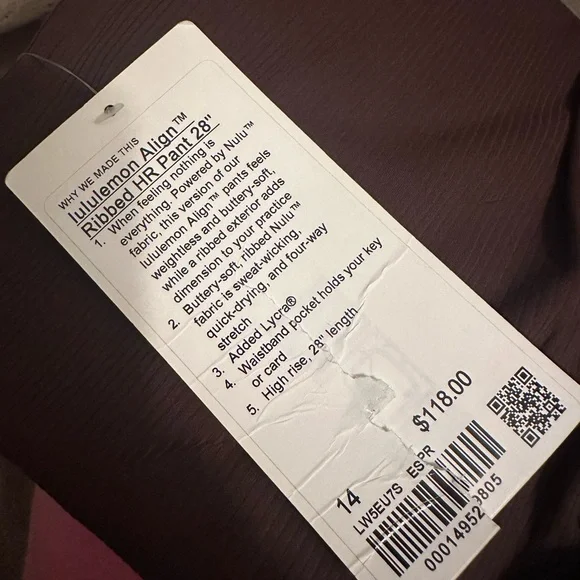 WHY WE MADE THIS
lululemon Align™
Ribbed HR Pant 28"
1. When feeling nothing is
everything. Powered by Nulu™
fabric, this version of our
lululemon Align™ pants feels
weightless and buttery-soft,
while a ribbed exterior adds
dimension to your practice
2. Buttery-soft, ribbed Nulu™
fabric is sweat-wicking,
quick-drying, and four-way
stretch
3. Added Lycra®
4. Waistband pocket holds your key
or card
5. High rise, 28" length
14
$118.00
LW5EU7S ESPR